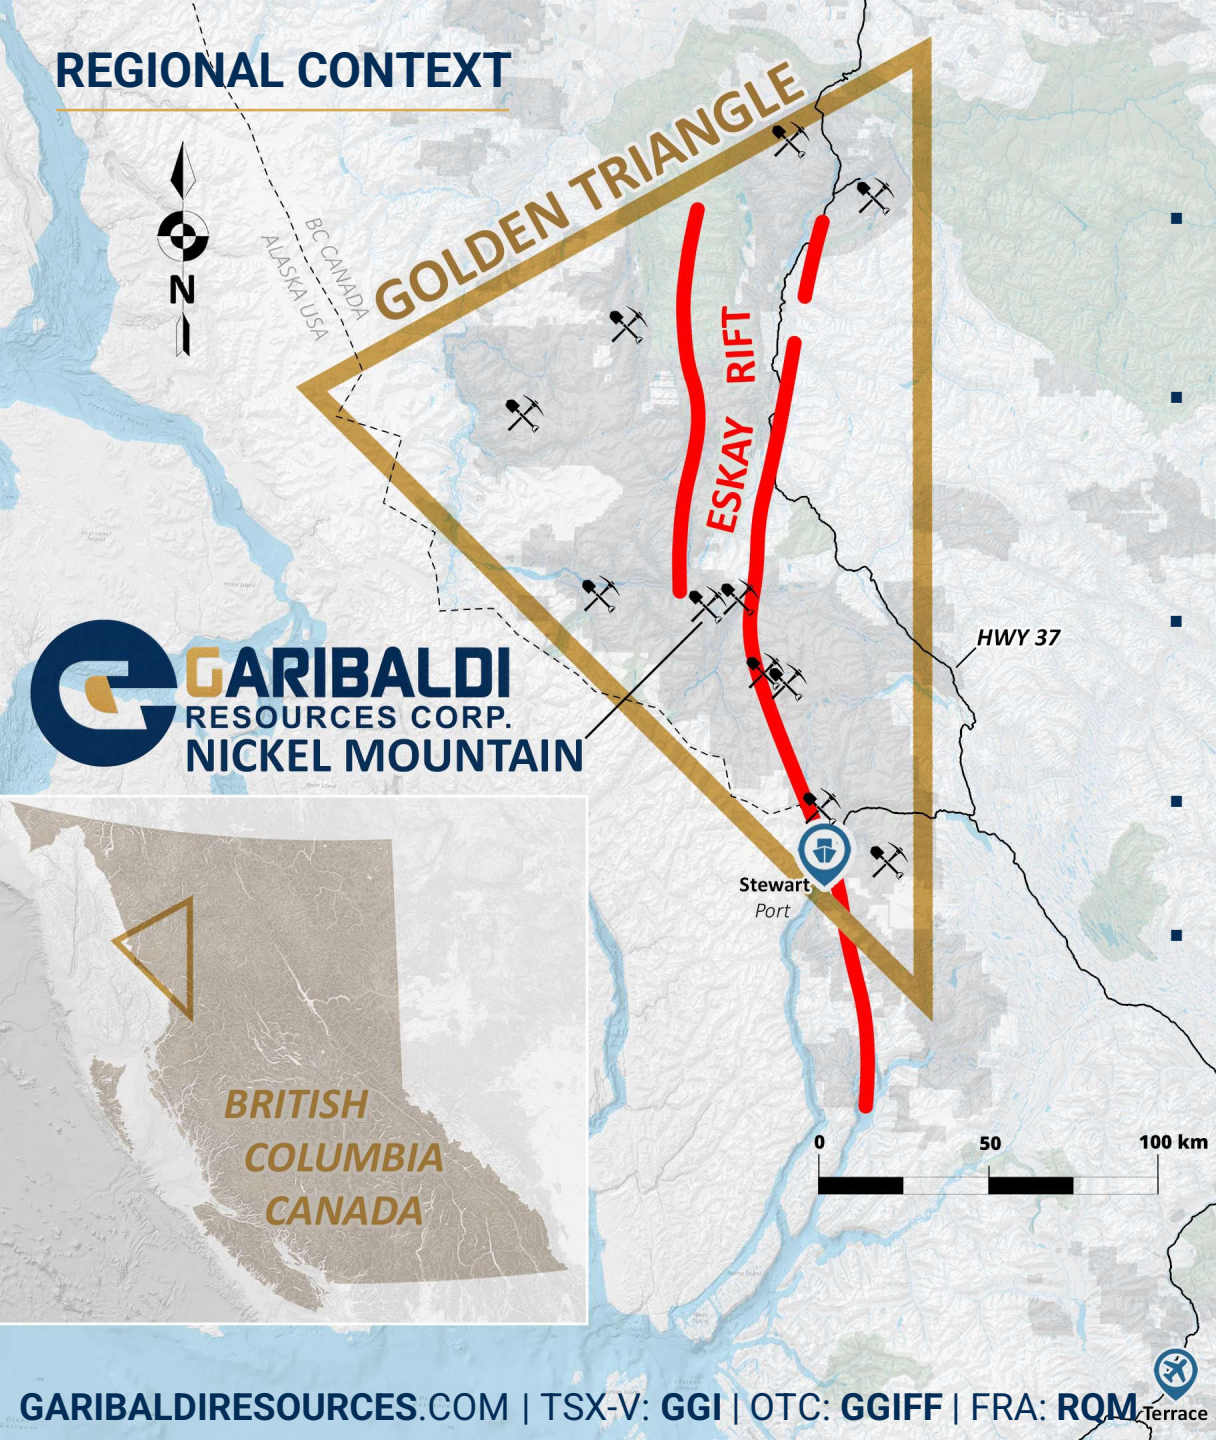 REGIONAL CONTEXT
GOLDEN TRIANGLE
BC CANADA
ALASKA USA
N
ESKAY RIFT
HWY 37
GARIBALDI
RESOURCES CORP.
NICKEL MOUNTAIN
Stewart
Port
BRITISH
COLUMBIA
CANADA
0 50 100 km
GARIBALDIRESOURCES.COM | TSX-V: GGI | OTC: GGIFF | FRA: RQM
Terrace